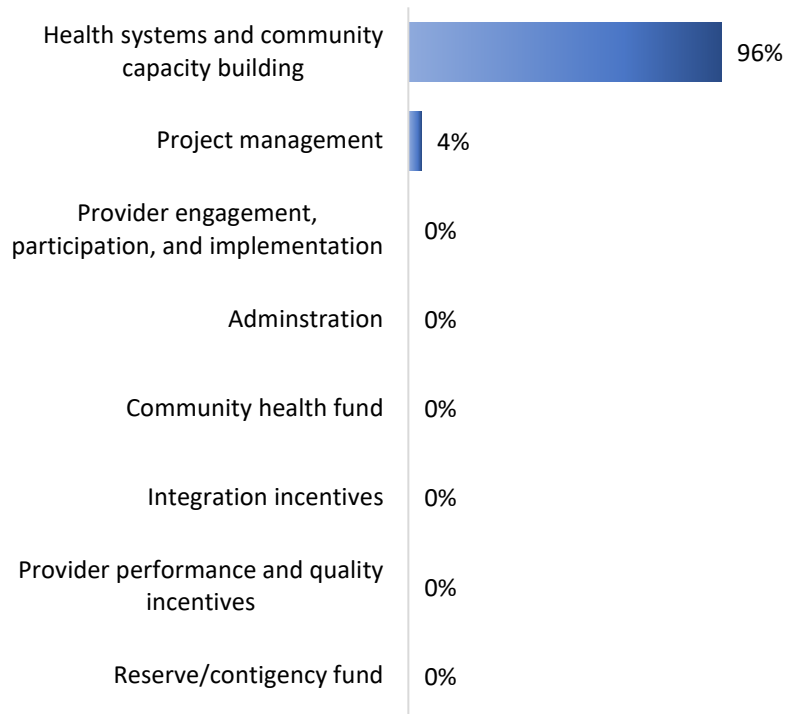 Health systems and community
capacity building
96%
Project management
4%
Provider engagement,
participation, and implementation
0%
Adminstration
0%
Community health fund
0%
Integration incentives
0%
Provider performance and quality
incentives
0%
Reserve/contigency fund
0%